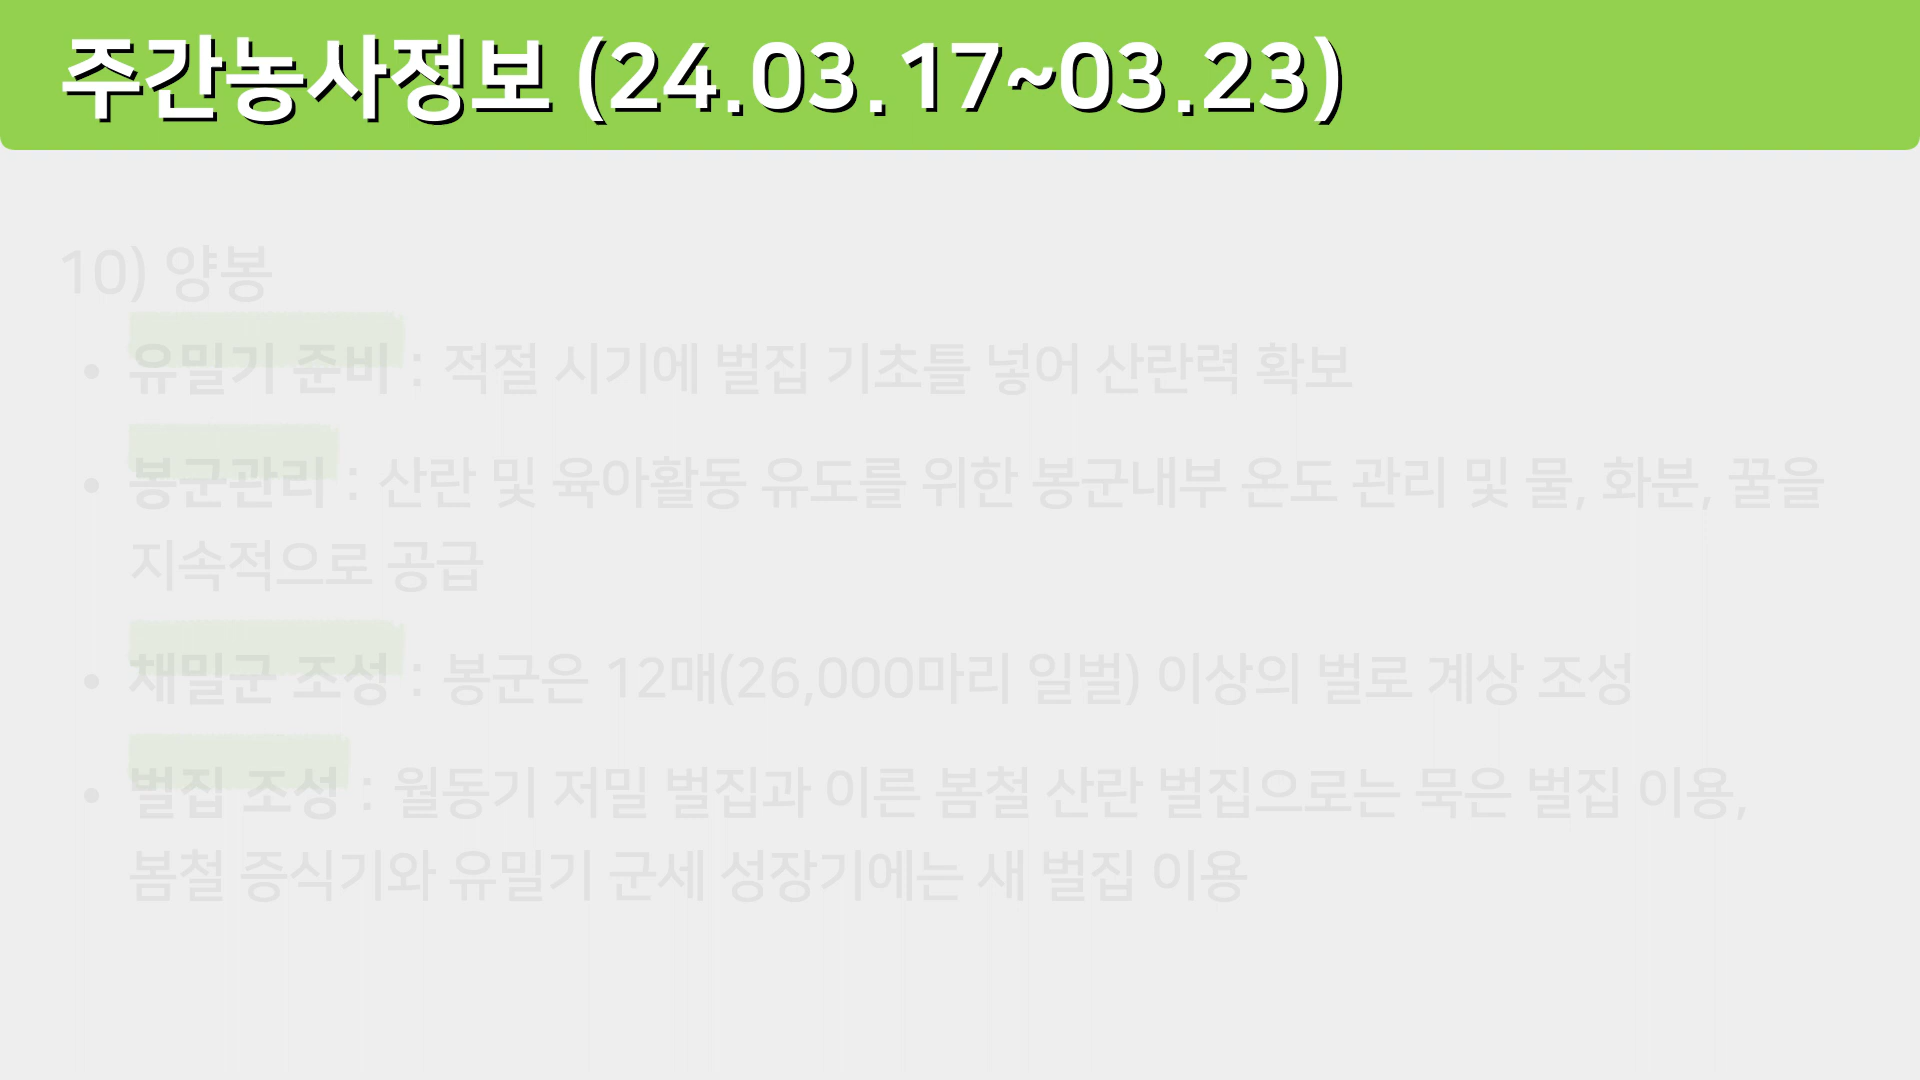 주간농사정보 (24.03.17~03.23)
10) 양봉
• 유밀기 준비 : 적절 시기에 벌집 기초틀 넣어 산란력 확보
• 봉군관리 : 산란 및 육아활동 유도를 위한 봉군내부 온도 관리 및 물, 화분, 꿀을
지속적으로 공급
• 채밀군 조성 : 봉군은 12매(26,000마리 일벌) 이상의 벌로 계상 조성
• 벌집 조성 : 월동기 저밀 벌집과 이른 봄철 산란 벌집으로는 묵은 벌집 이용,
봄철 증식기와 유밀기 군세 성장기에는 새 벌집 이용